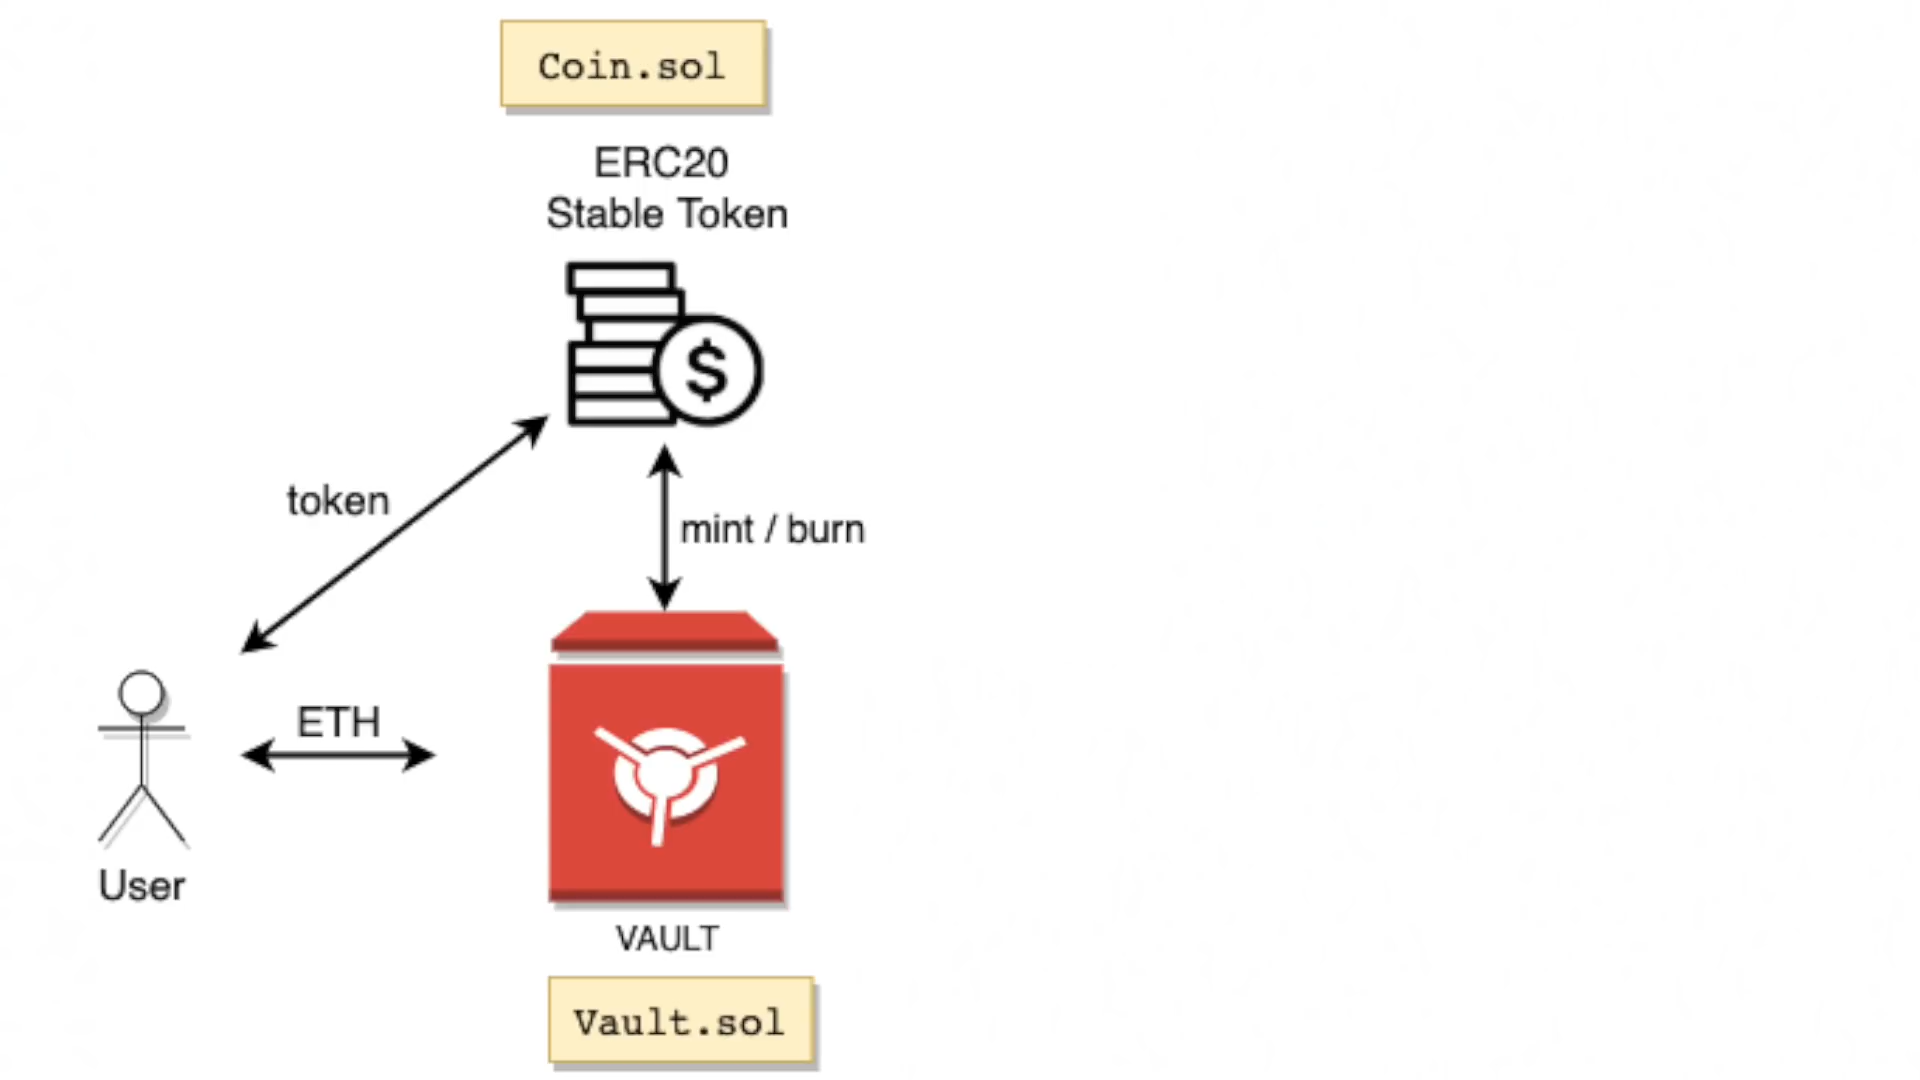 Coin.sol
ERC20
Stable Token
$
token
mint / burn
ETH
User
VAULT
Vault.sol